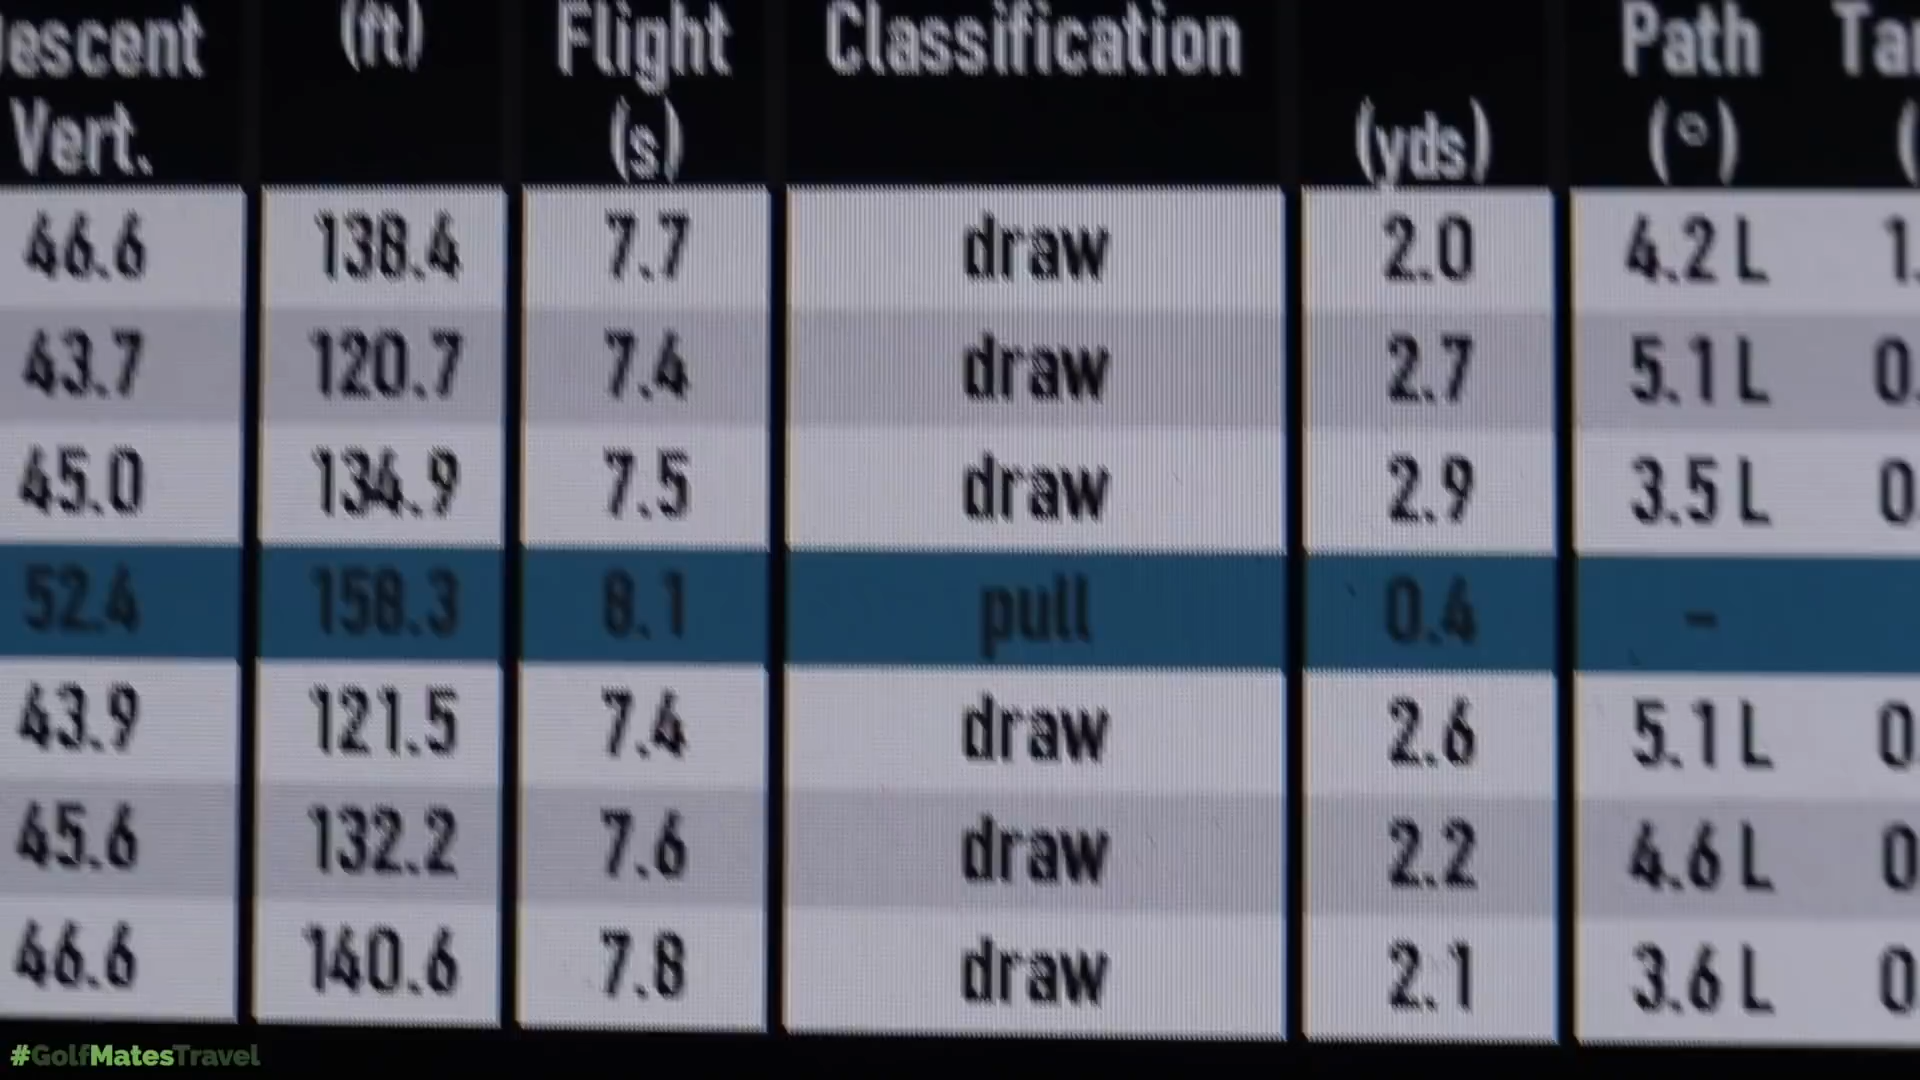 (ft) Flight Classification Path
Vert. (s) (yds) (°)
46.6 138.4 7.7 draw 2.0 4.2 L
43.7 120.7 7.4 draw 2.7 5.1 L
45.0 134.9 7.5 draw 2.9 3.5 L
52.4 158.3 8.1 pull 0.4 -
43.9 121.5 7.4 draw 2.6 5.1 L
45.6 132.2 7.6 draw 2.2 4.6 L
46.6 140.6 7.8 draw 2.1 3.6 L
#GolfMatesTravel